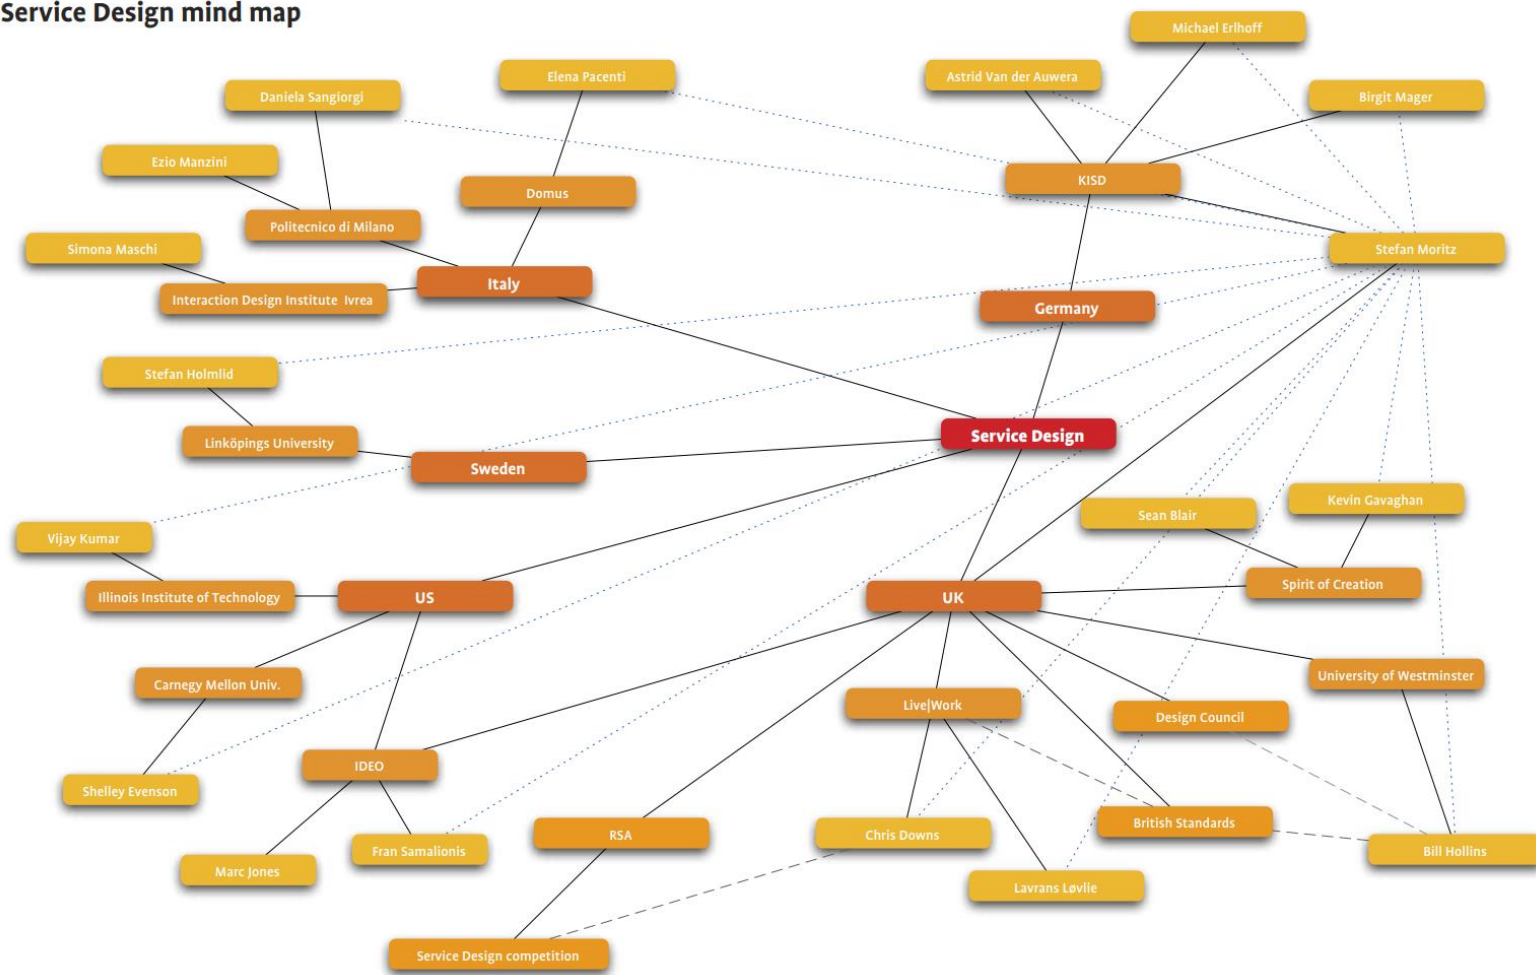 Service Design mind map
Michael Erlhoff
Elena Pacenti
Astrid Van der Auwera
Daniela Sangiorgi
Birgit Mager
Ezio Manzini
KISD
Domus
Politecnico di Milano
Simona Maschi
Stefan Moritz
Italy
Interaction Design Institute Ivrea
Germany
Stefan Holmlid
Service Design
Linköpings University
Sweden
Kevin Gavaghan
Sean Blair
Vijay Kumar
Spirit of Creation
Illinois Institute of Technology
US
UK
University of Westminster
Carnegy Mellon Univ.
Live|Work
Design Council
IDEO
Shelley Evenson
British Standards
RSA
Chris Downs
Fran Samalionis
Bill Hollins
Marc Jones
Lavrans Løvlie
Service Design competition